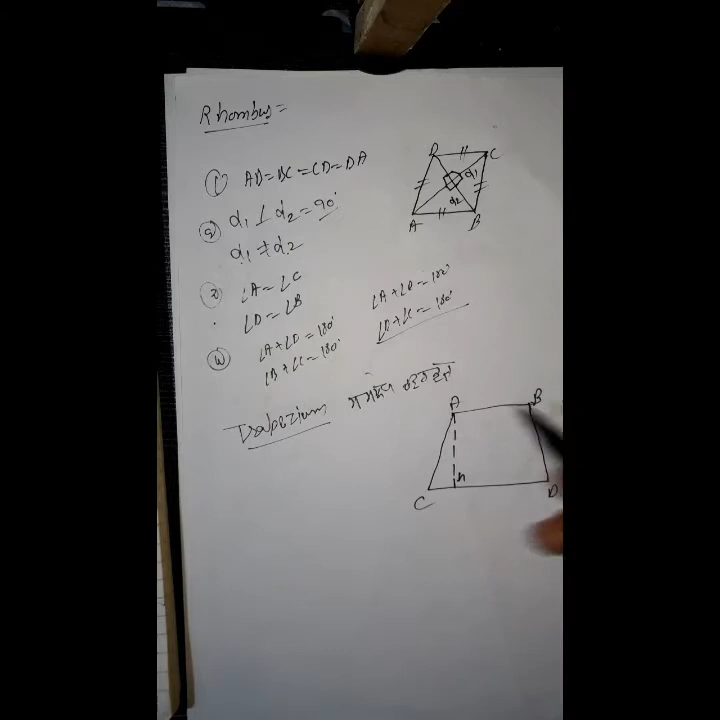 Rhombus =
① AB=BC=CD=DA
② d1 ⊥ d2 = 90°
d1 ≠ d2
③ ∠A = ∠C
∠D = ∠B
④ ∠A+∠D = 180°
∠B+∠C = 180°
∠D+∠C = 180°
D C
d1
d2
A B
Trapezium
A B
h
C D